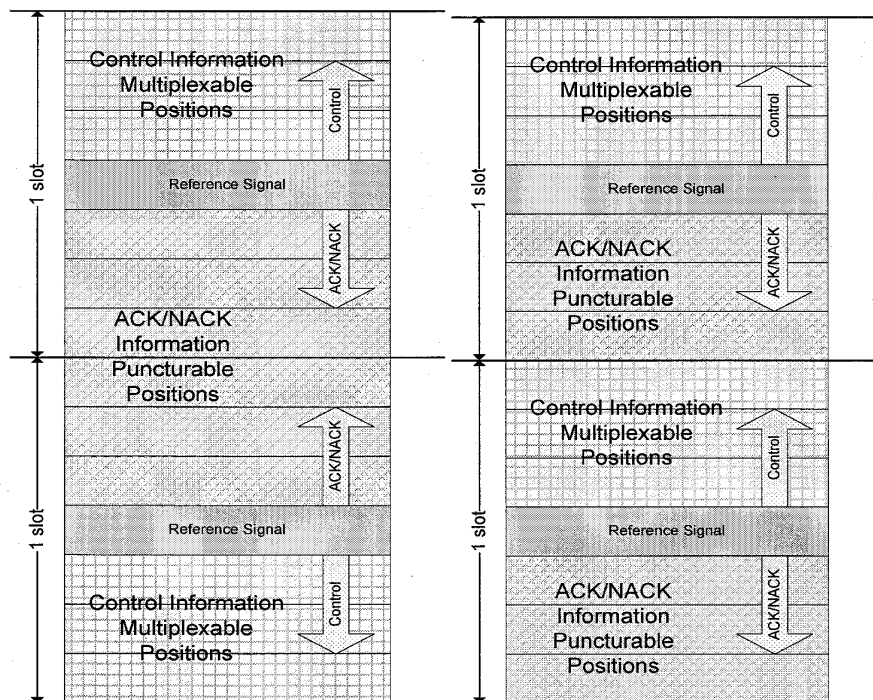 Control Information
Multiplexable
Positions
Control
1 slot
Reference Signal
ACK/NACK
ACK/NACK
Information
Puncturable
Positions
ACK/NACK
1 slot
Reference Signal
Control Information
Multiplexable
Positions
Control
Control Information
Multiplexable
Positions
Control
1 slot
Reference Signal
ACK/NACK
Information
Puncturable
Positions
ACK/NACK
Control Information
Multiplexable
Positions
Control
1 slot
Reference Signal
ACK/NACK
Information
Puncturable
Positions
ACK/NACK